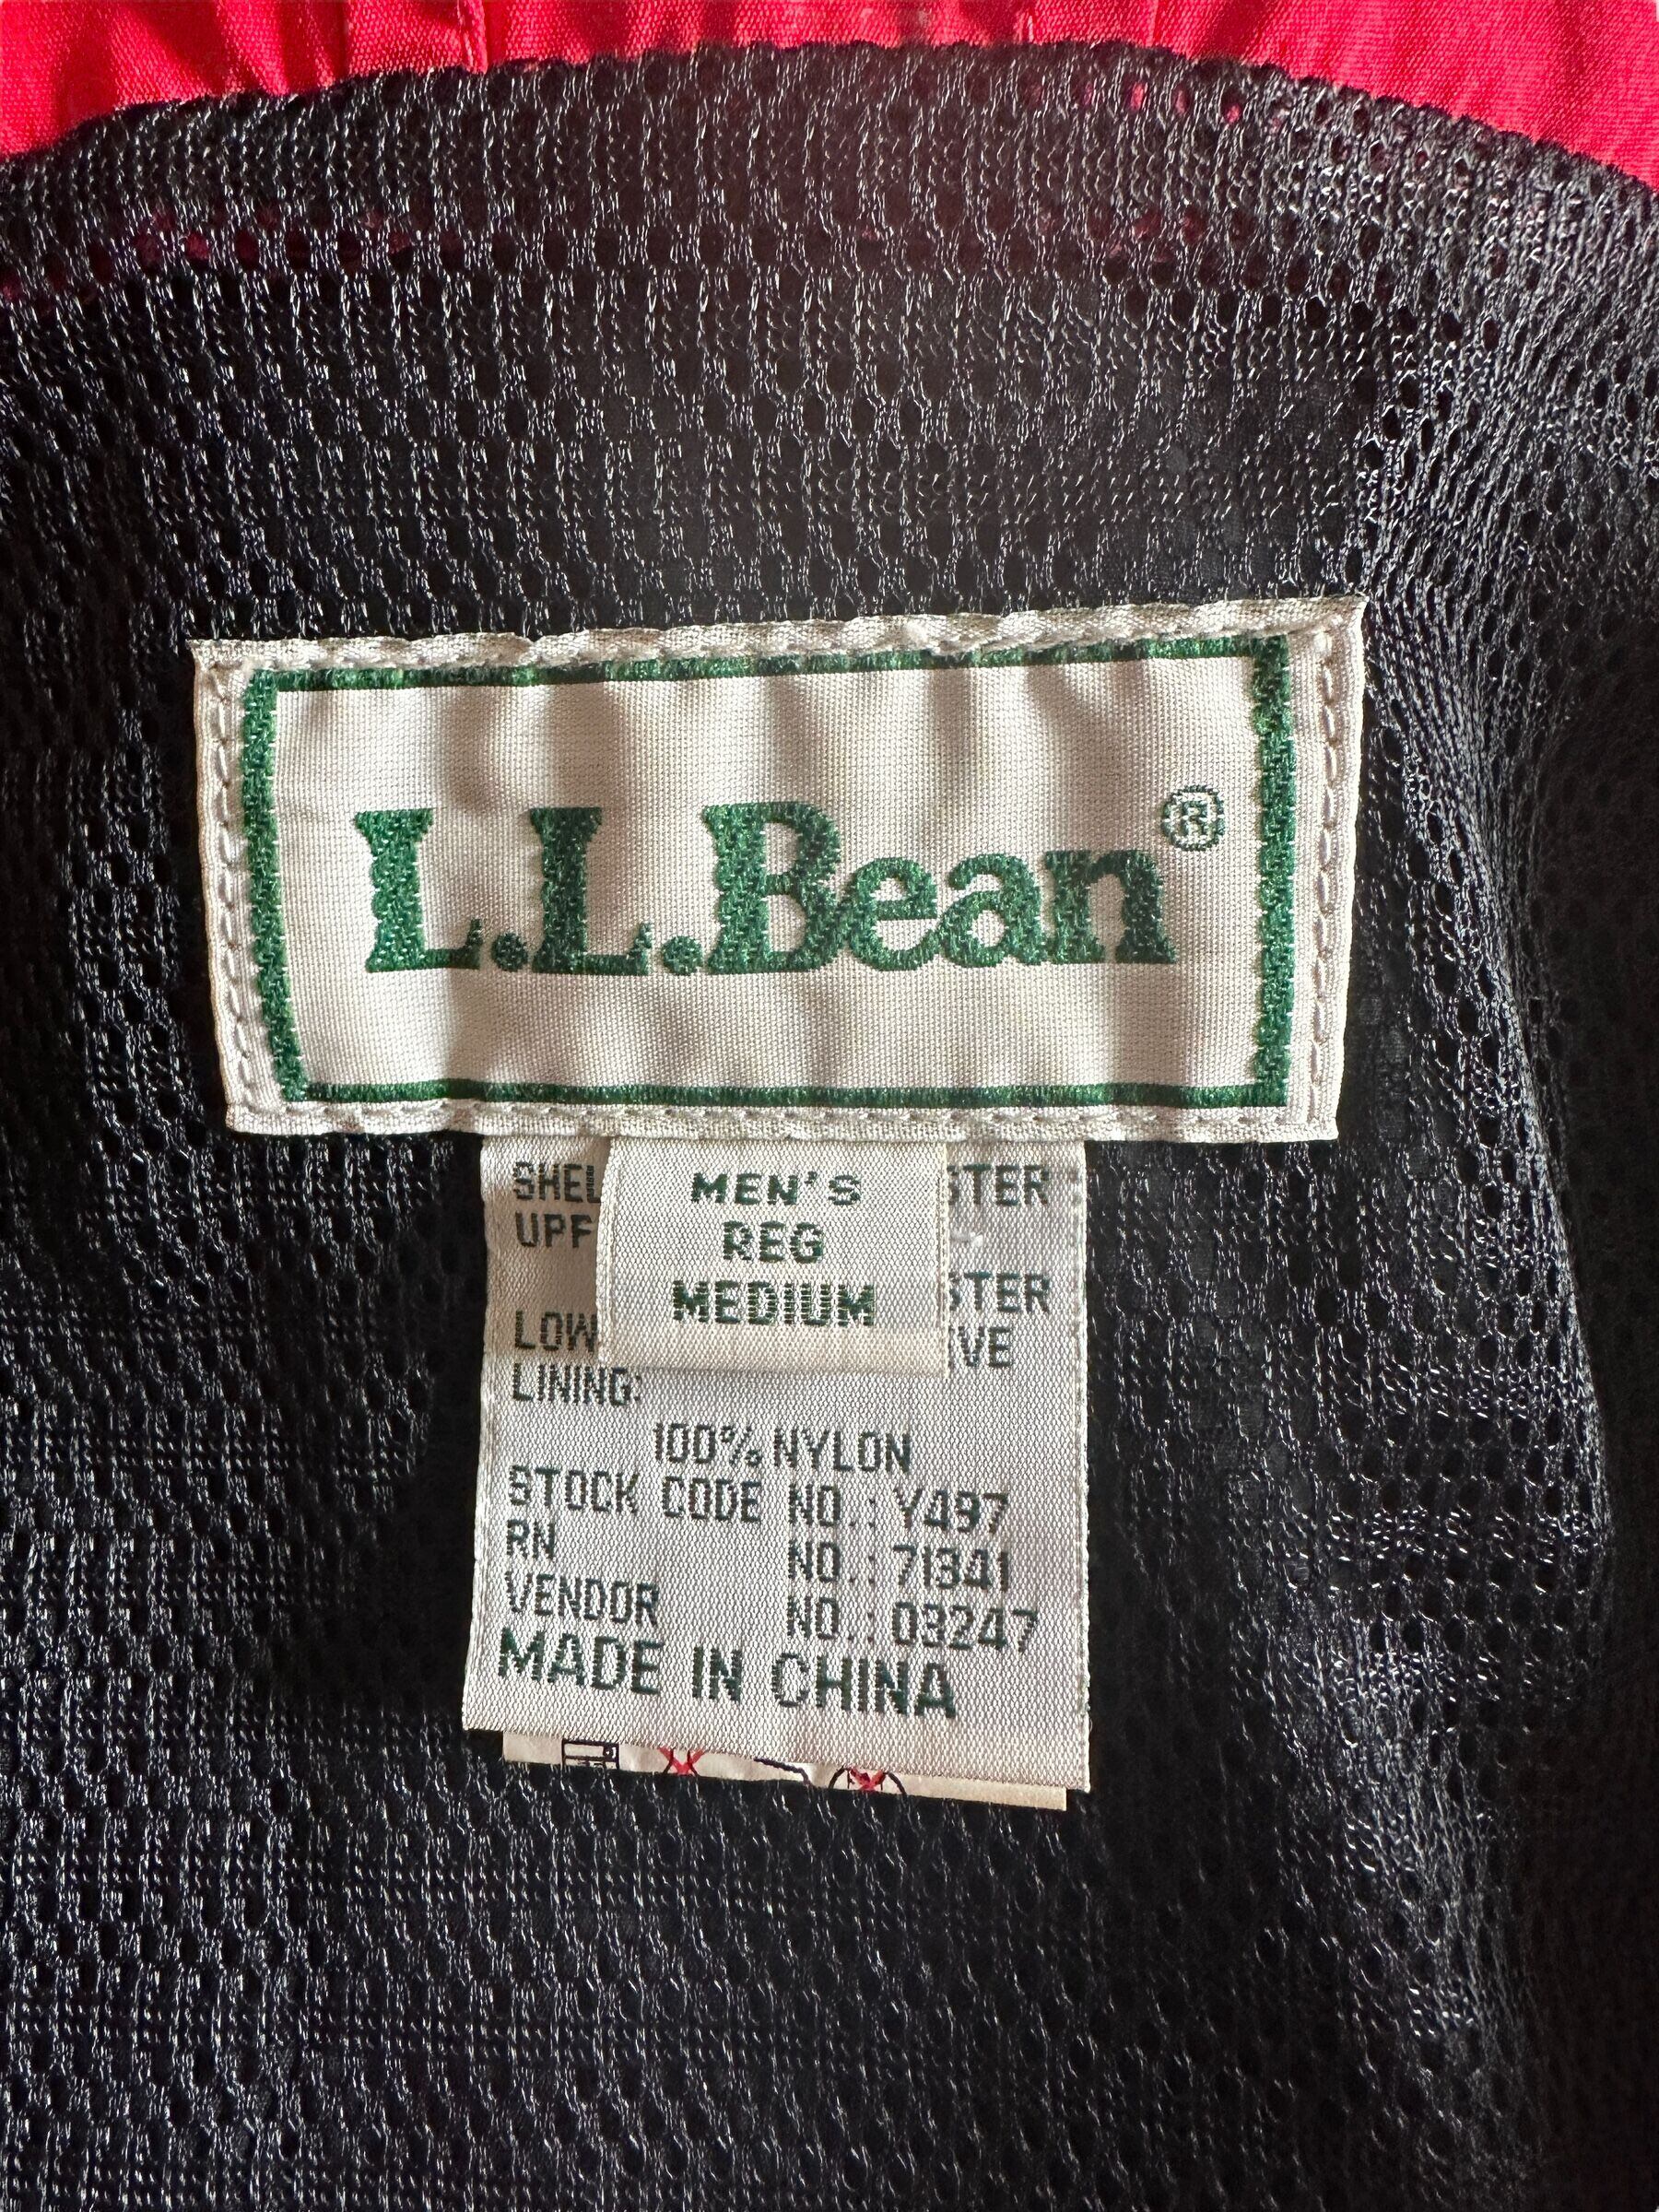 L.L.Bean®
MEN'S
REG
MEDIUM
LINING:
100% NYLON
STOCK CODE NO.: Y497
RN NO.: 71341
VENDOR NO.: 03247
MADE IN CHINA